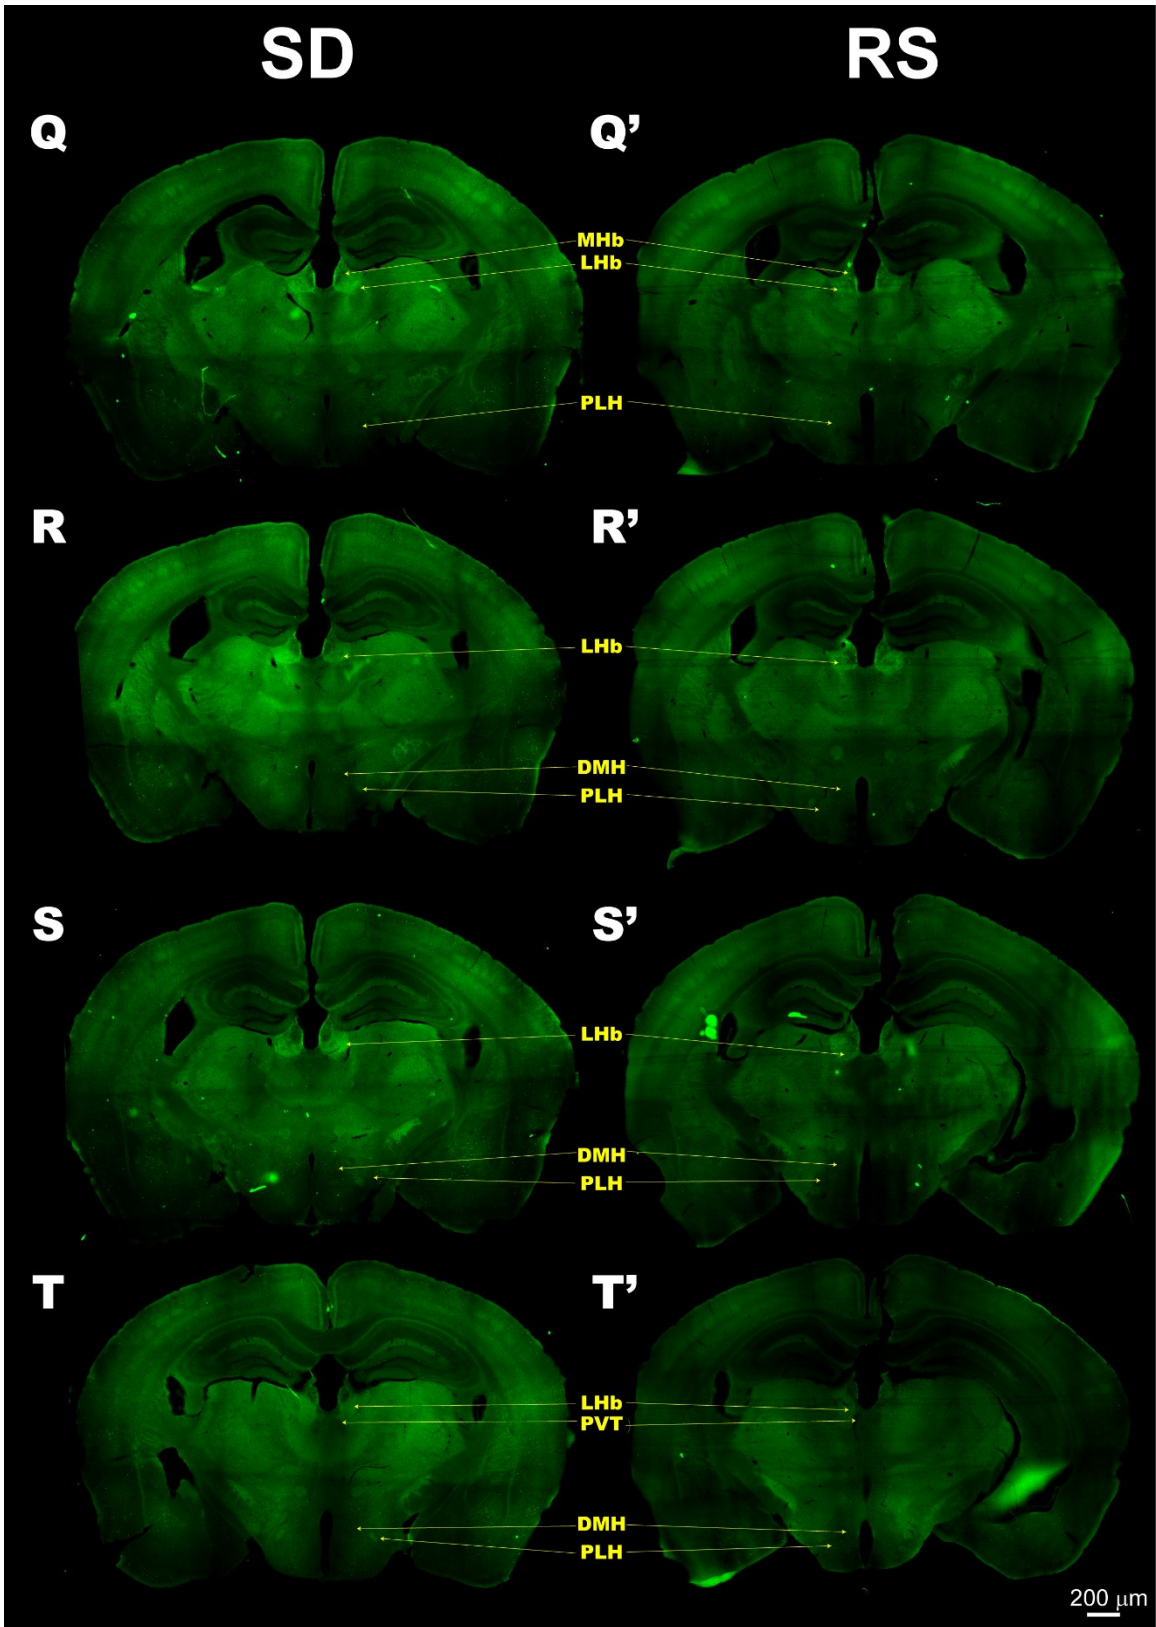 SD RS
Q Q’
MHb
LHb
PLH
R R’
LHb
DMH
PLH
S S’
LHb
DMH
PLH
T T’
LHb
PVT
DMH
PLH
200 μm